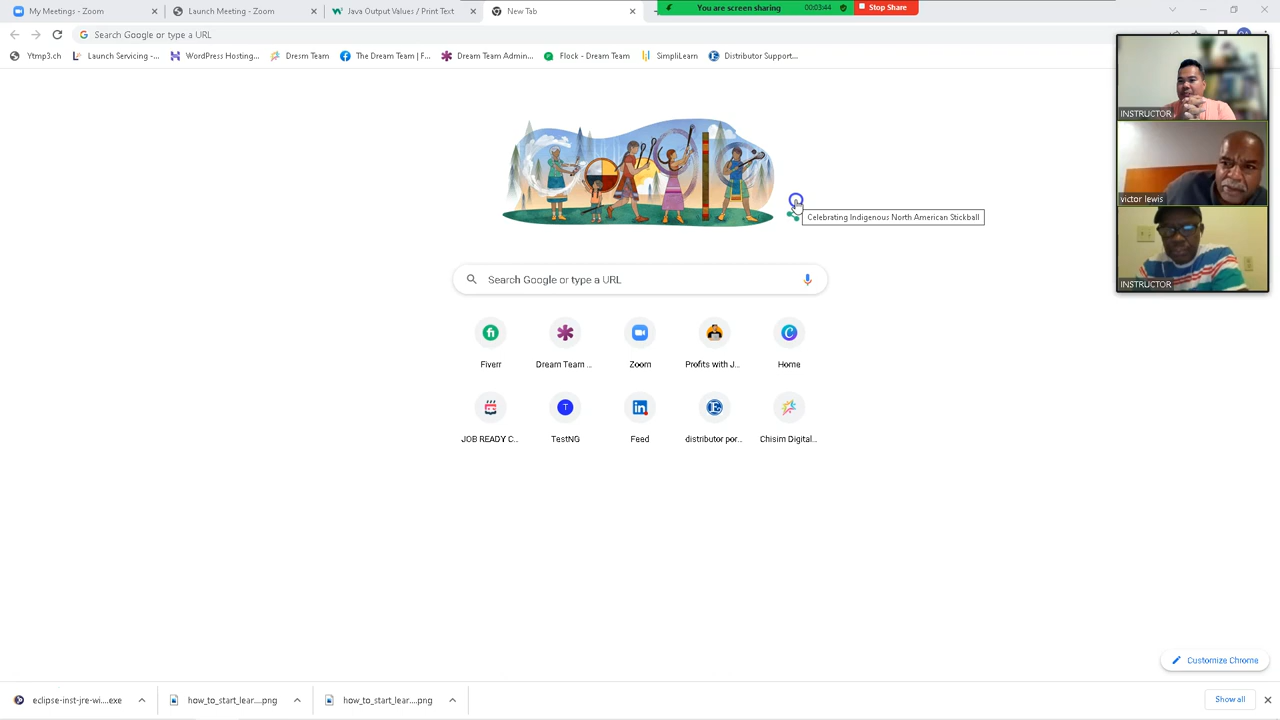 My Meetings - Zoom
Launch Meeting - Zoom
Java Output Values / Print Text
New Tab
You are screen sharing
00:03:44
Stop Share
Search Google or type a URL
Ytmp3.ch
Launch Servicing -...
WordPress Hosting...
Dresm Team
The Dream Team | F...
Dream Team Admin...
Flock - Dream Team
SimpliLearn
Distributor Support...
INSTRUCTOR
victor lewis
INSTRUCTOR
Celebrating Indigenous North American Stickball
Search Google or type a URL
Fiverr
Dream Team ...
Zoom
Profits with J...
Home
JOB READY C...
TestNG
Feed
distributor por...
Chisim Digital...
Customize Chrome
eclipse-inst-jre-wi....exe
how_to_start_lear....png
how_to_start_lear....png
Show all